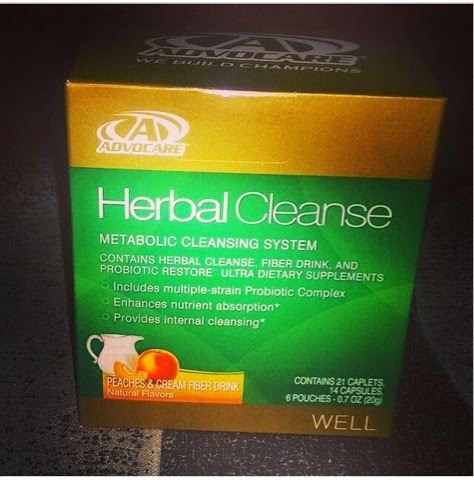 ADVOCARE
WE BUILD CHAMPIONS
ADVOCARE
Herbal Cleanse
METABOLIC CLEANSING SYSTEM
CONTAINS HERBAL CLEANSE, FIBER DRINK, AND
PROBIOTIC RESTORE™ ULTRA DIETARY SUPPLEMENTS
Includes multiple-strain Probiotic Complex
Enhances nutrient absorption*
Provides internal cleansing*
PEACHES & CREAM FIBER DRINK
Natural Flavors
CONTAINS 21 CAPLETS,
14 CAPSULES,
6 POUCHES - 0.7 OZ (20g)
WELL